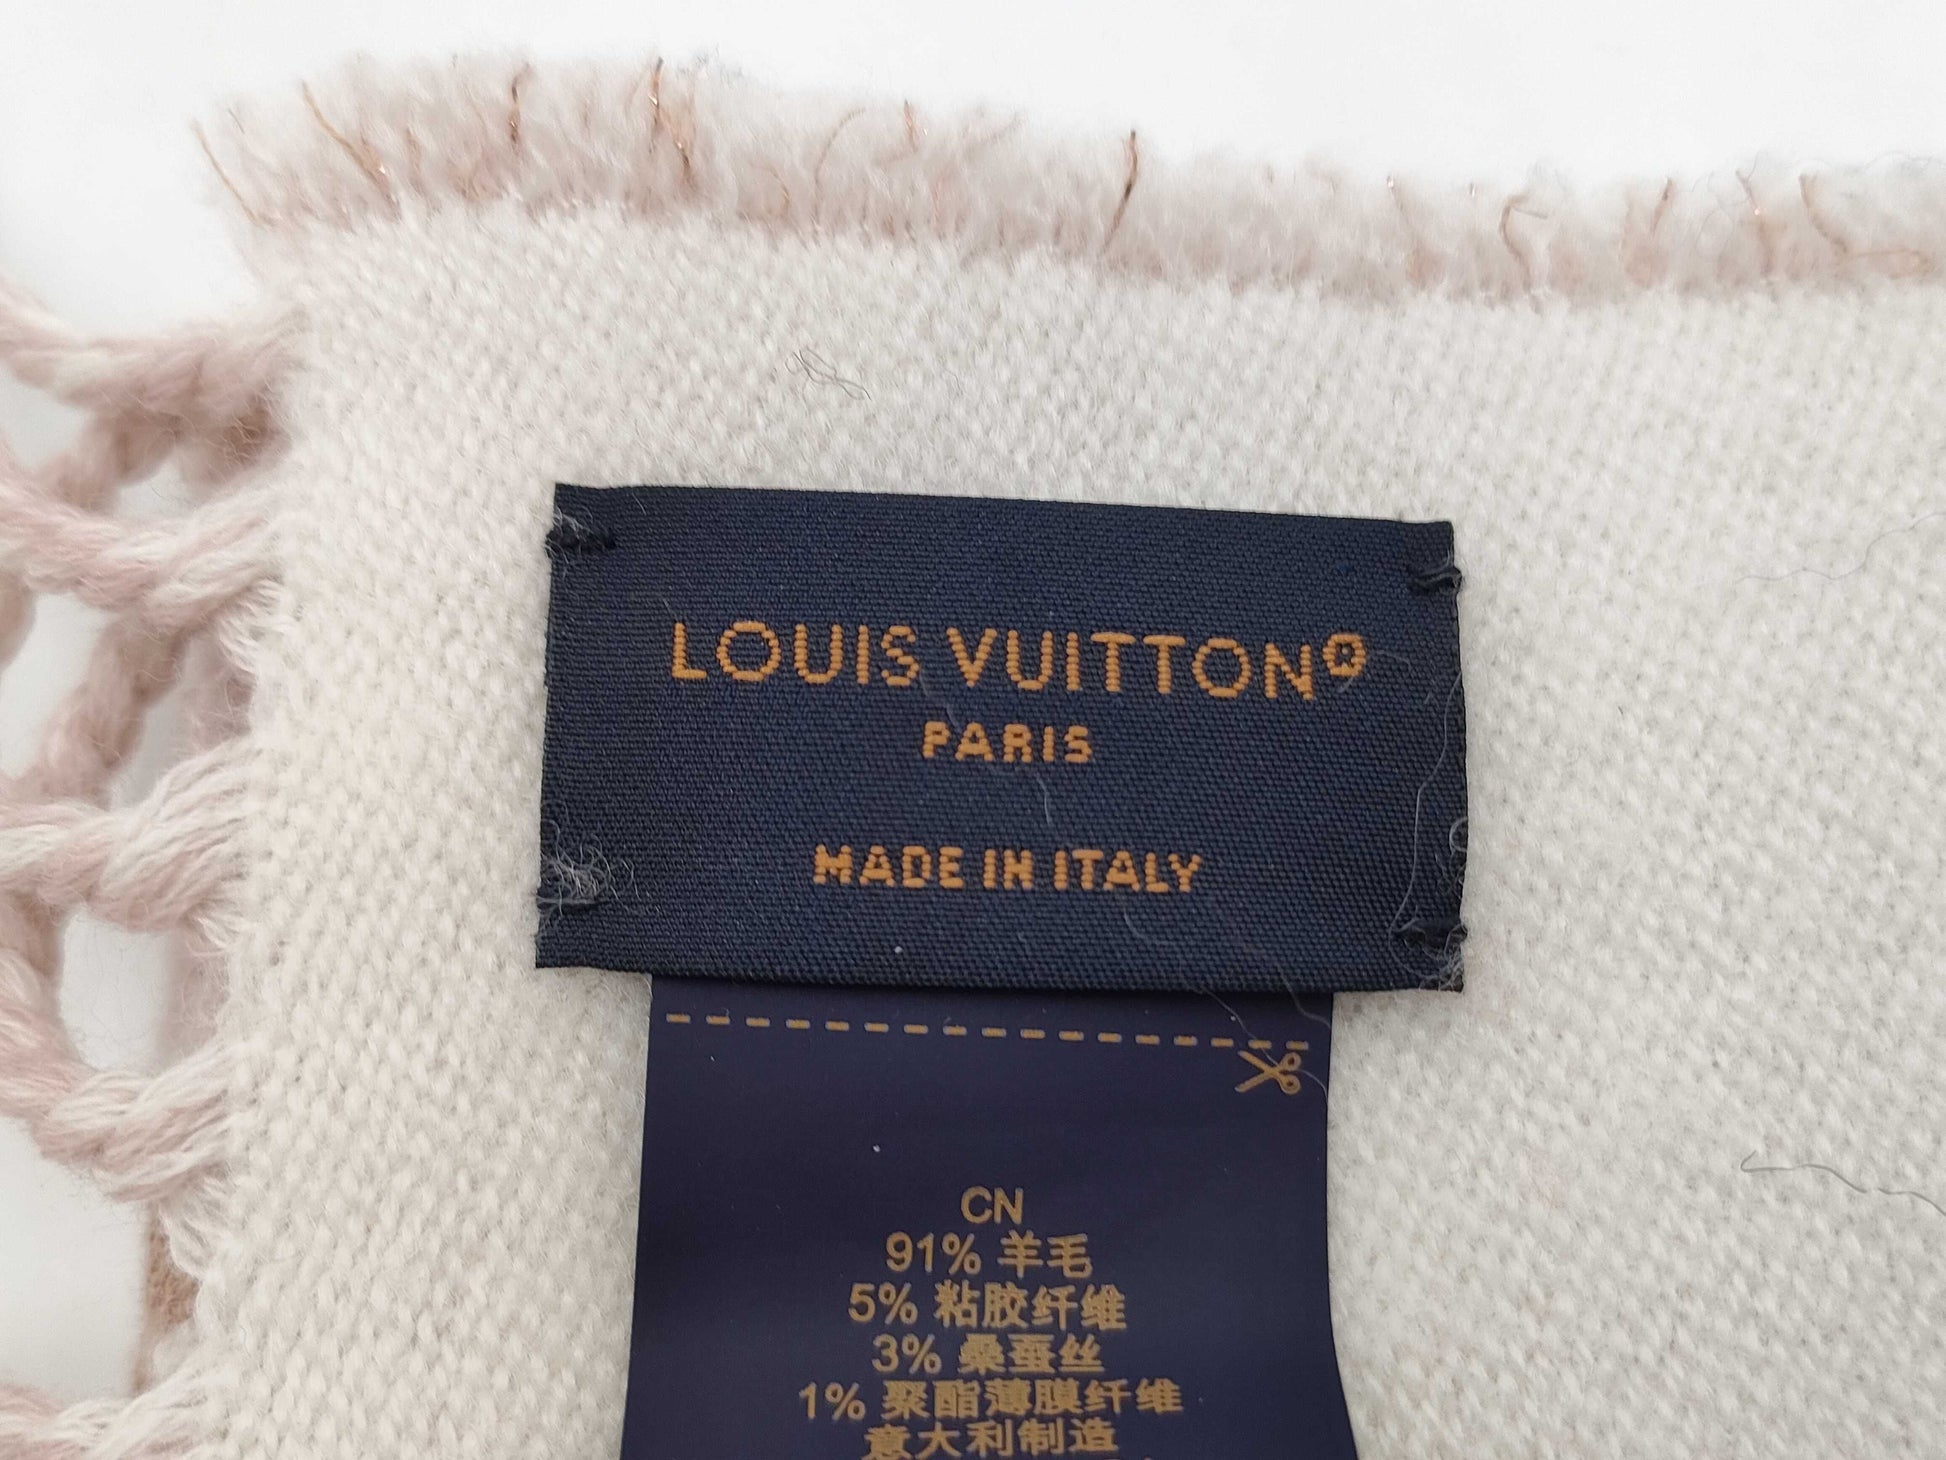 LOUIS VUITTON®
PARIS
MADE IN ITALY
CN
91% 羊毛
5% 粘胶纤维
3% 桑蚕丝
1% 聚酯薄膜纤维
意大利制造